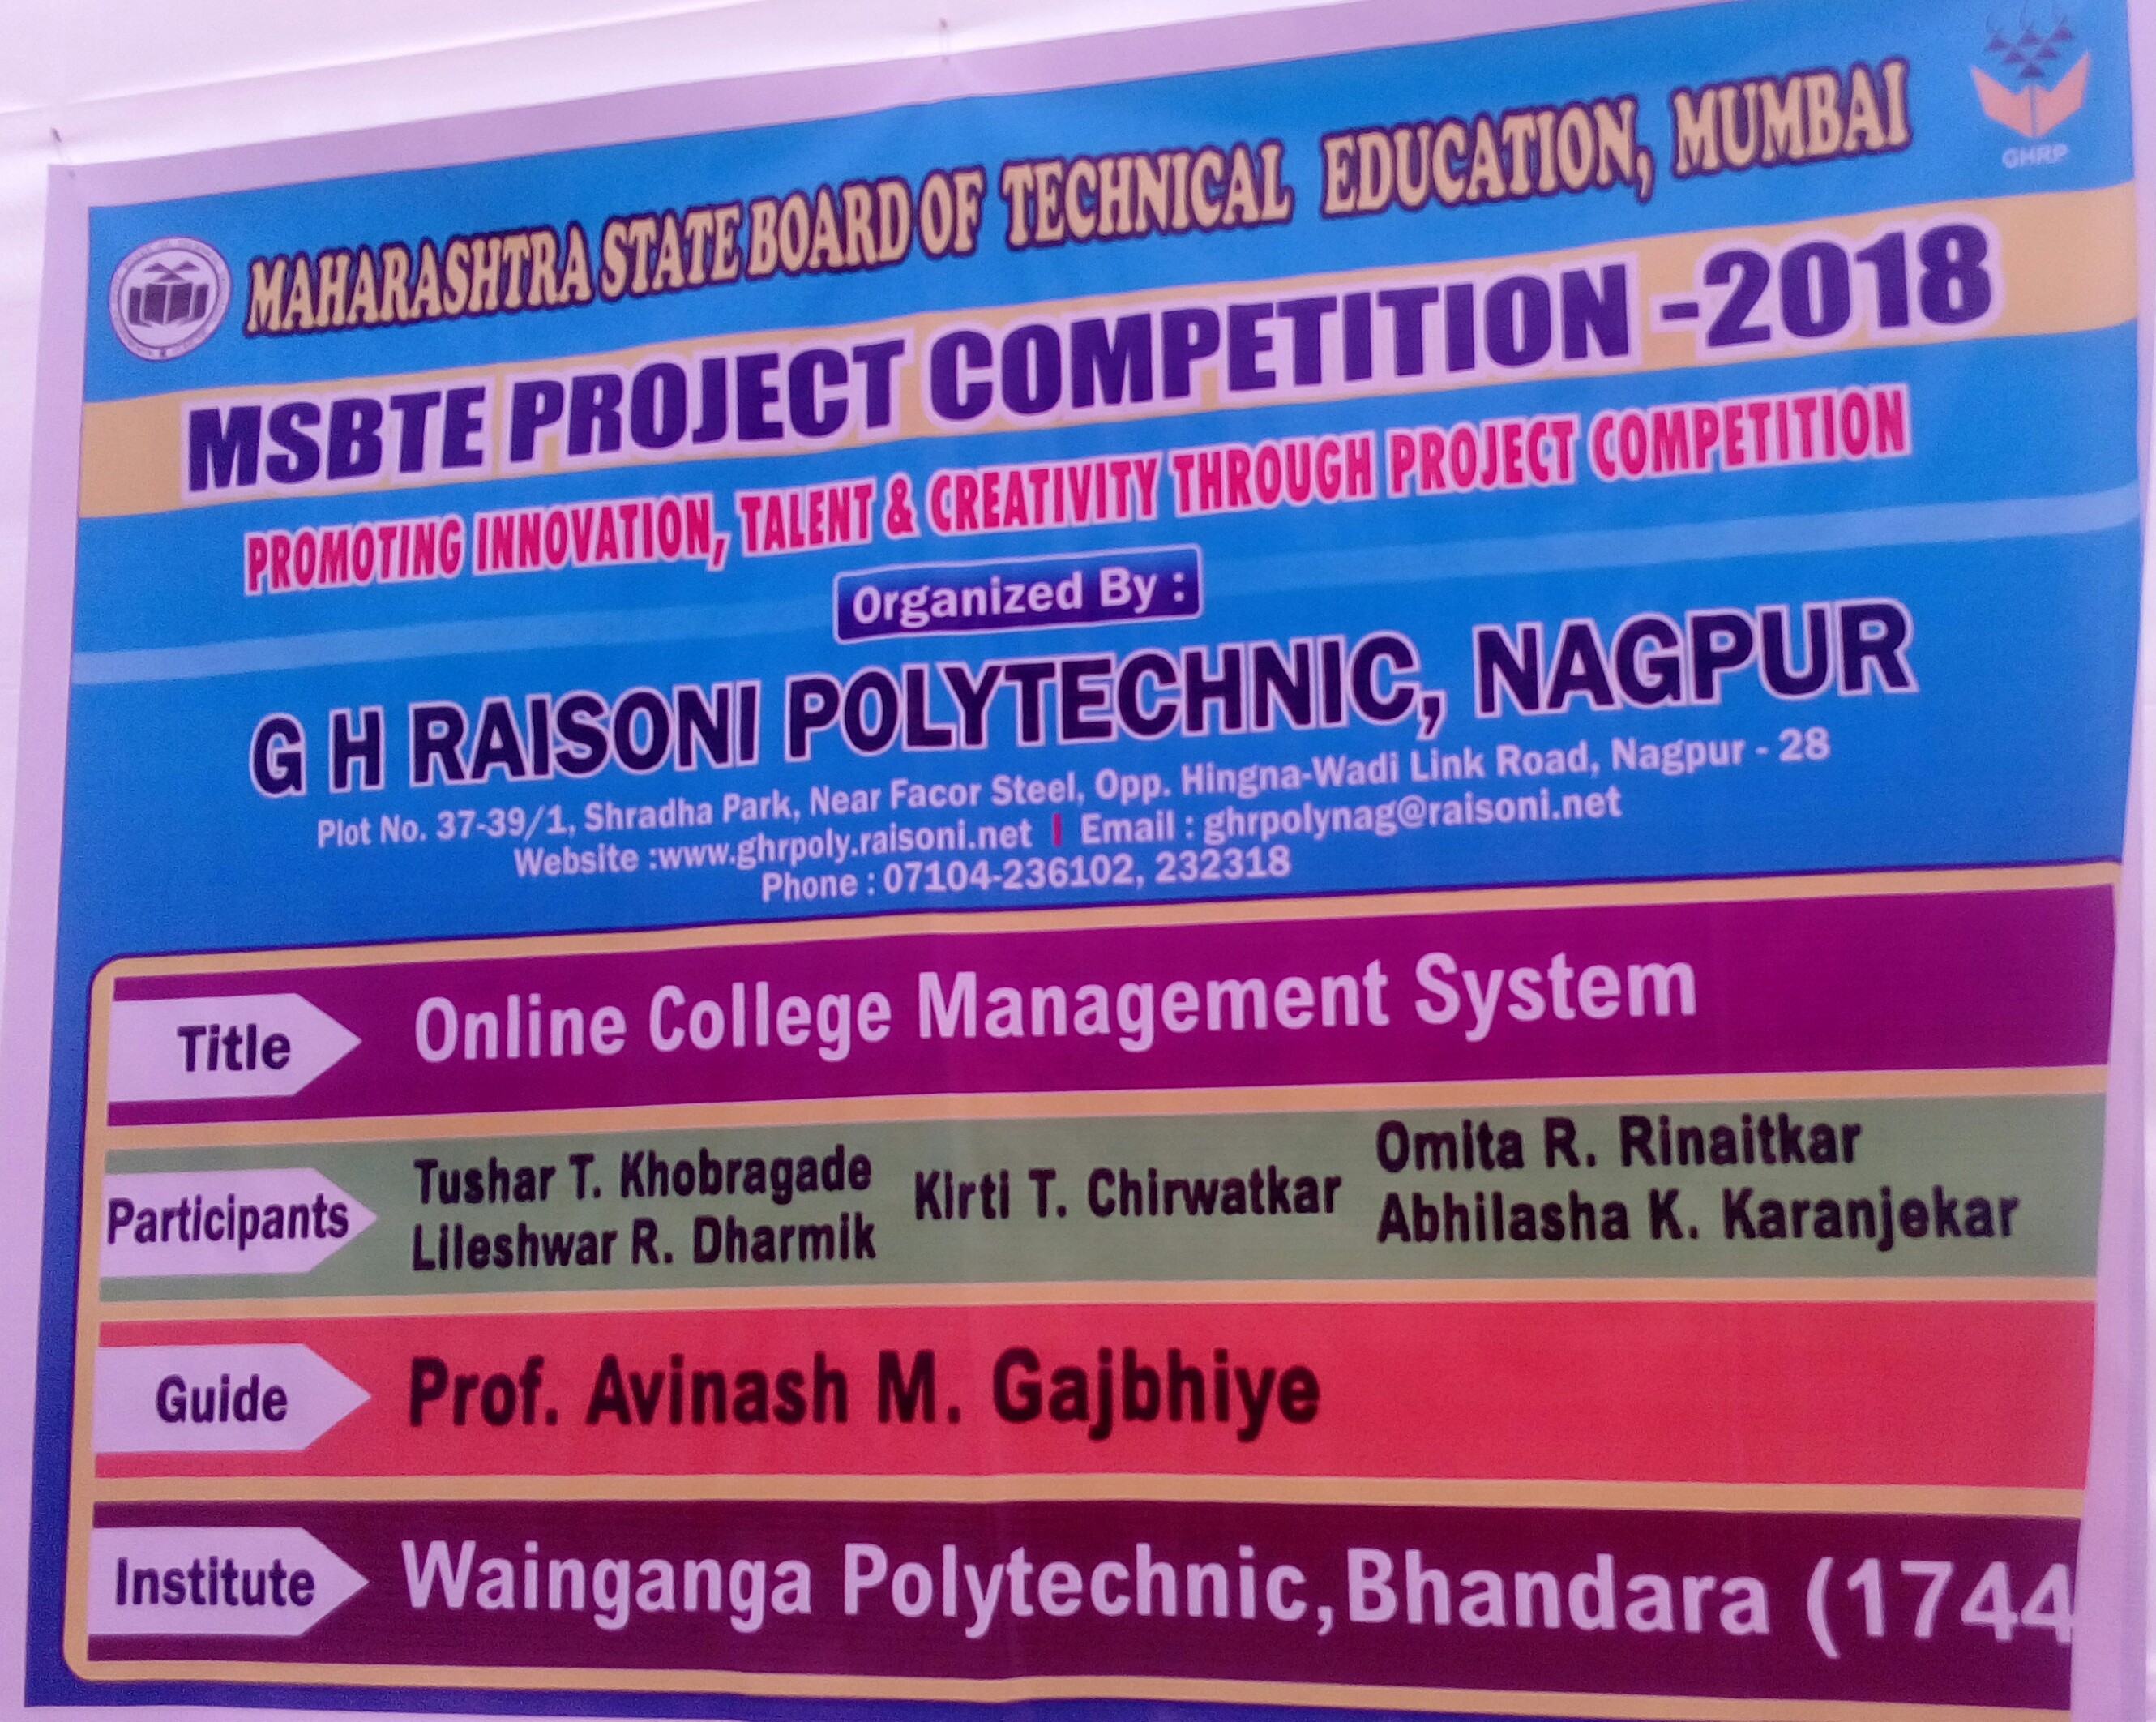 MAHARASHTRA STATE BOARD OF TECHNICAL EDUCATION, MUMBAI
GHRP
MSBTE PROJECT COMPETITION -2018
PROMOTING INNOVATION, TALENT & CREATIVITY THROUGH PROJECT COMPETITION
Organized By :
G H RAISONI POLYTECHNIC, NAGPUR
Plot No. 37-39/1, Shradha Park, Near Facor Steel, Opp. Hingna-Wadi Link Road, Nagpur - 28
Website :www.ghrpoly.raisoni.net | Email : ghrpolynag@raisoni.net
Phone : 07104-236102, 232318
Title Online College Management System
Participants
Tushar T. Khobragade
Lileshwar R. Dharmik
Kirti T. Chirwatkar
Omita R. Rinaitkar
Abhilasha K. Karanjekar
Guide Prof. Avinash M. Gajbhiye
Institute Wainganga Polytechnic,Bhandara (1744